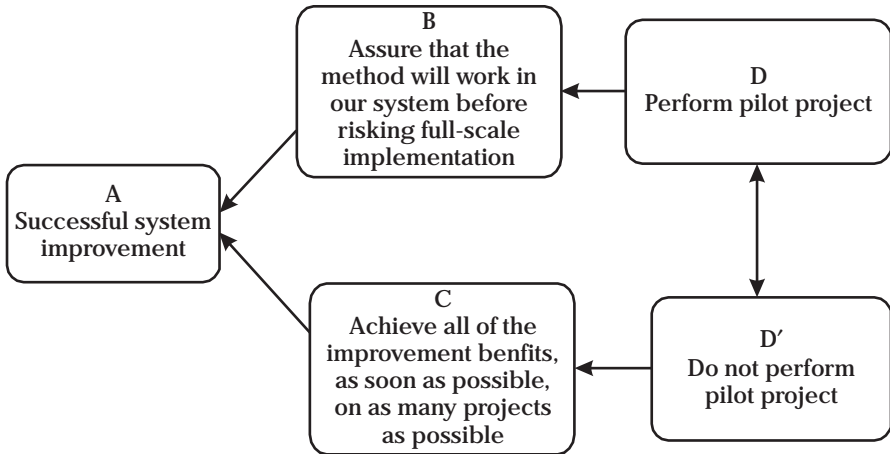 B
Assure that the
method will work in
our system before
risking full-scale
implementation
D
Perform pilot project
A
Successful system
improvement
C
Achieve all of the
improvement benfits,
as soon as possible,
on as many projects
as possible
D′
Do not perform
pilot project